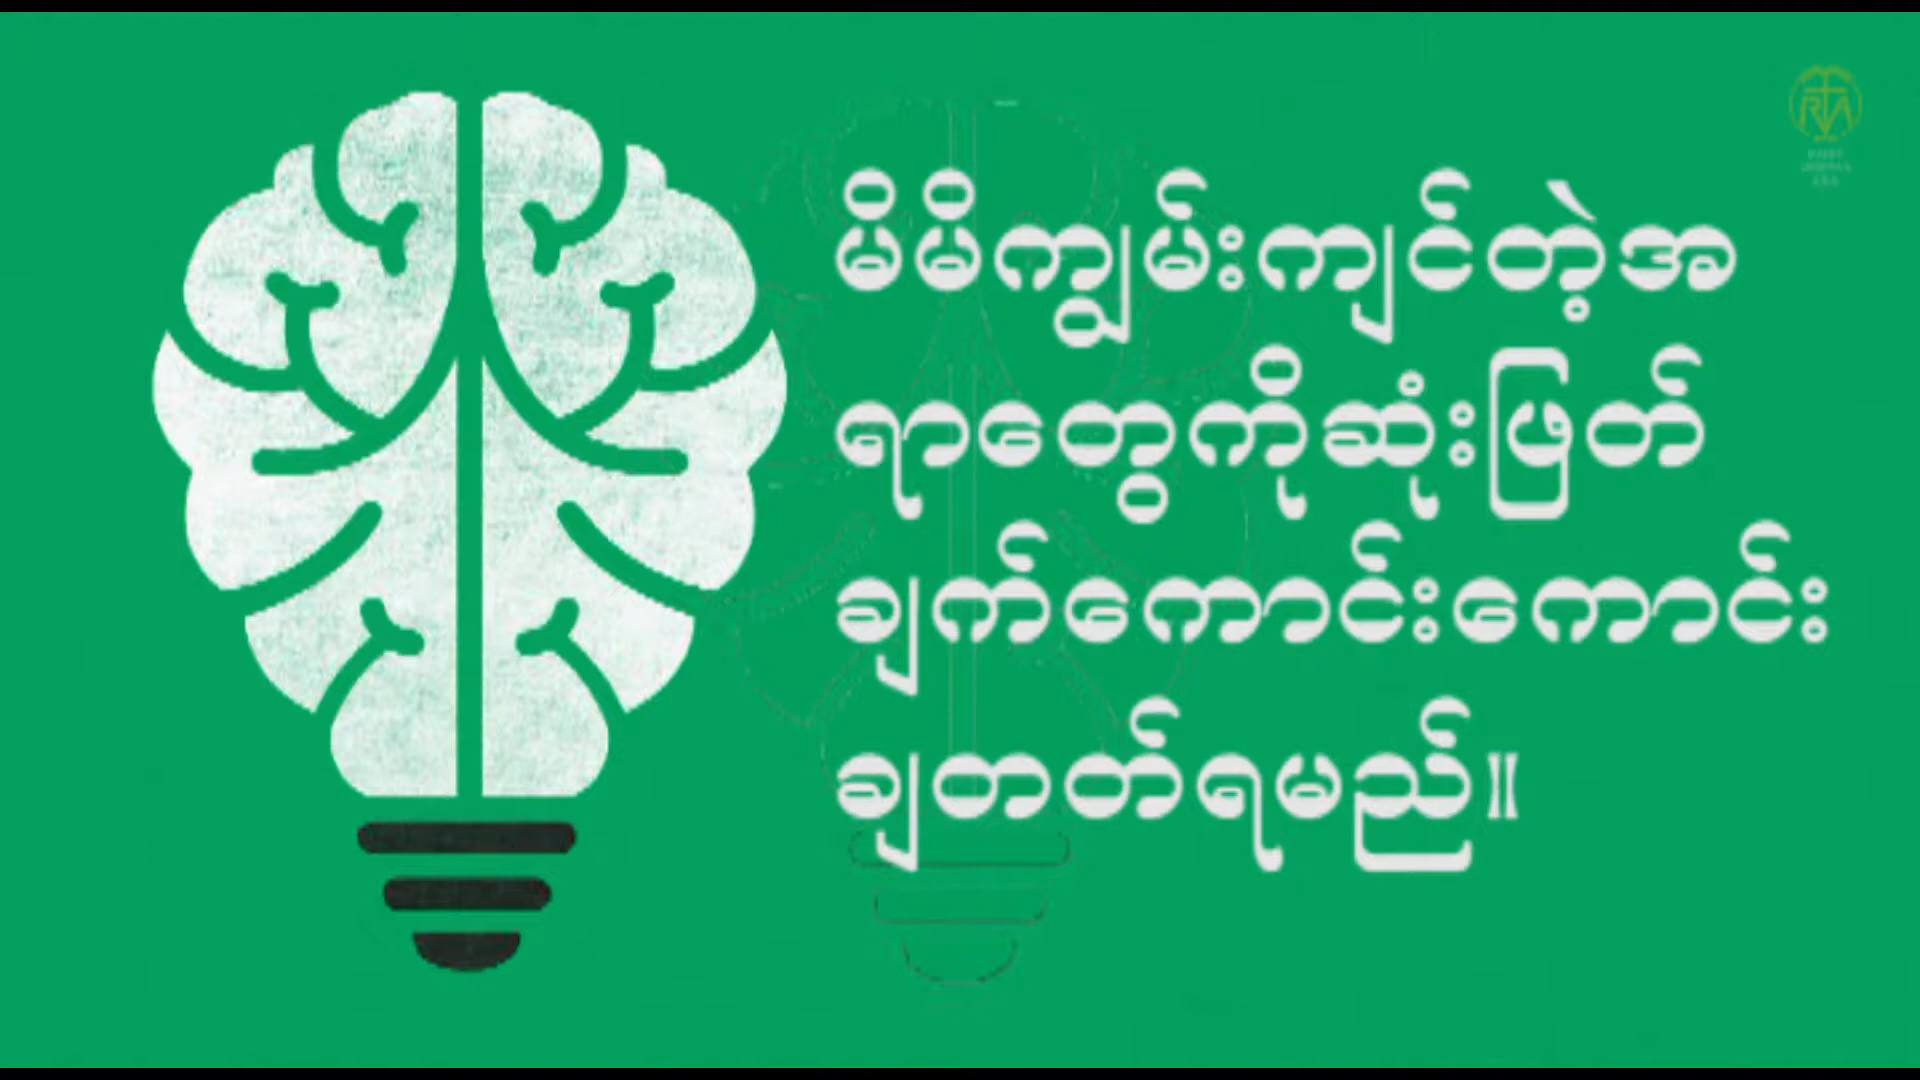 မိမိကျွမ်းကျင်တဲ့အ
ရာတွေကိုဆုံးဖြတ်
ချက်ကောင်းကောင်း
ချတတ်ရမည်။